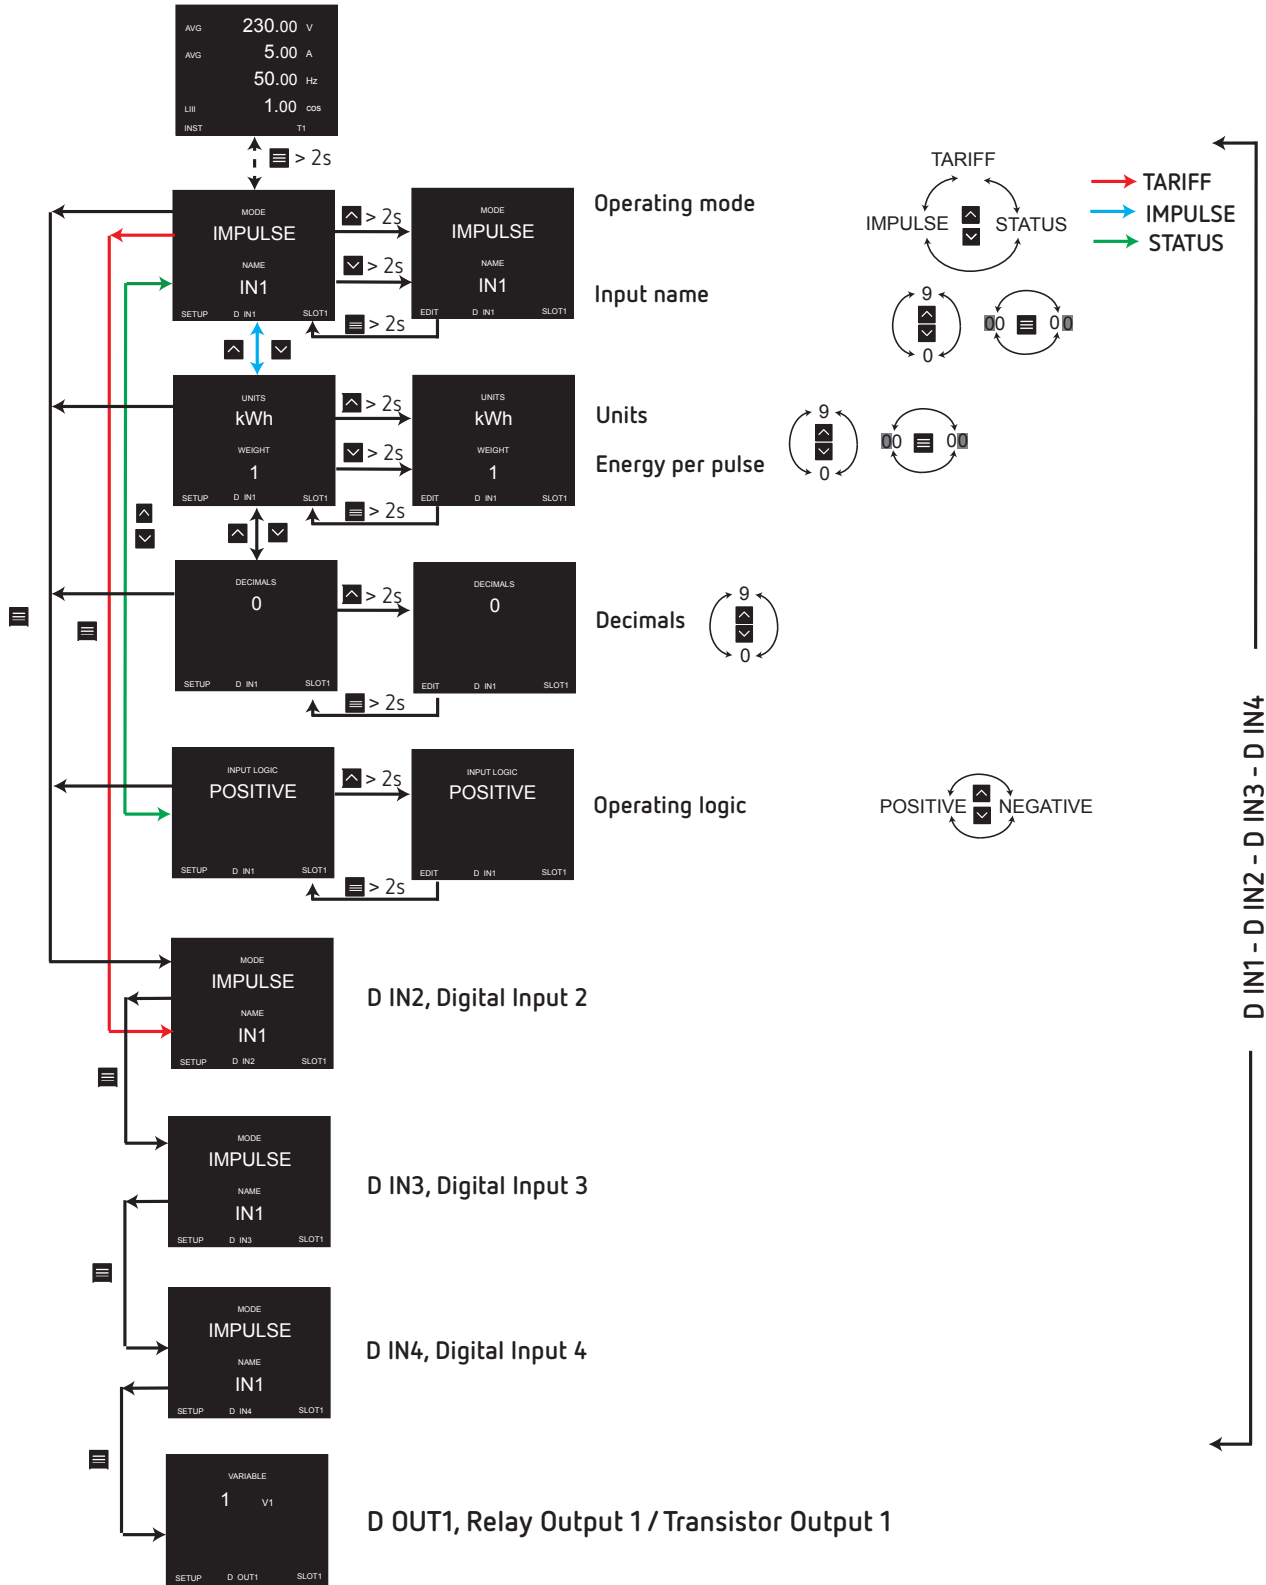 AVG 230.00 V
AVG 5.00 A
50.00 Hz
LIII 1.00 cos
INST T1
> 2s
MODE
IMPULSE
NAME
IN1
SETUP D IN1 SLOT1
> 2s
> 2s
> 2s
MODE
IMPULSE
NAME
IN1
EDIT D IN1 SLOT1
Operating mode
Input name
TARIFF
IMPULSE STATUS
TARIFF
IMPULSE
STATUS
9
0
00 00
UNITS
kWh
WEIGHT
1
SETUP D IN1 SLOT1
> 2s
> 2s
> 2s
UNITS
kWh
WEIGHT
1
EDIT D IN1 SLOT1
Units
Energy per pulse
9
0
00 00
DECIMALS
0
SETUP D IN1 SLOT1
> 2s
> 2s
DECIMALS
0
EDIT D IN1 SLOT1
Decimals
9
0
INPUT LOGIC
POSITIVE
SETUP D IN1 SLOT1
> 2s
> 2s
INPUT LOGIC
POSITIVE
EDIT D IN1 SLOT1
Operating logic
POSITIVE NEGATIVE
D IN1 - D IN2 - D IN3 - D IN4
MODE
IMPULSE
NAME
IN1
SETUP D IN2 SLOT1
D IN2, Digital Input 2
MODE
IMPULSE
NAME
IN1
SETUP D IN3 SLOT1
D IN3, Digital Input 3
MODE
IMPULSE
NAME
IN1
SETUP D IN4 SLOT1
D IN4, Digital Input 4
VARIABLE
1 V1
SETUP D OUT1 SLOT1
D OUT1, Relay Output 1 / Transistor Output 1